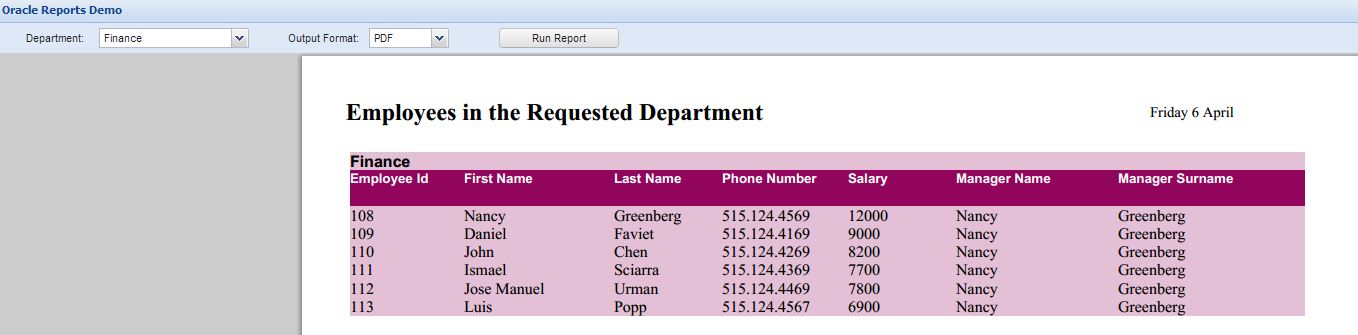 Oracle Reports Demo
Department: Finance Output Format: PDF Run Report
Employees in the Requested Department Friday 6 April
Finance
Employee Id First Name Last Name Phone Number Salary Manager Name Manager Surname
108 Nancy Greenberg 515.124.4569 12000 Nancy Greenberg
109 Daniel Faviet 515.124.4169 9000 Nancy Greenberg
110 John Chen 515.124.4269 8200 Nancy Greenberg
111 Ismael Sciarra 515.124.4369 7700 Nancy Greenberg
112 Jose Manuel Urman 515.124.4469 7800 Nancy Greenberg
113 Luis Popp 515.124.4567 6900 Nancy Greenberg